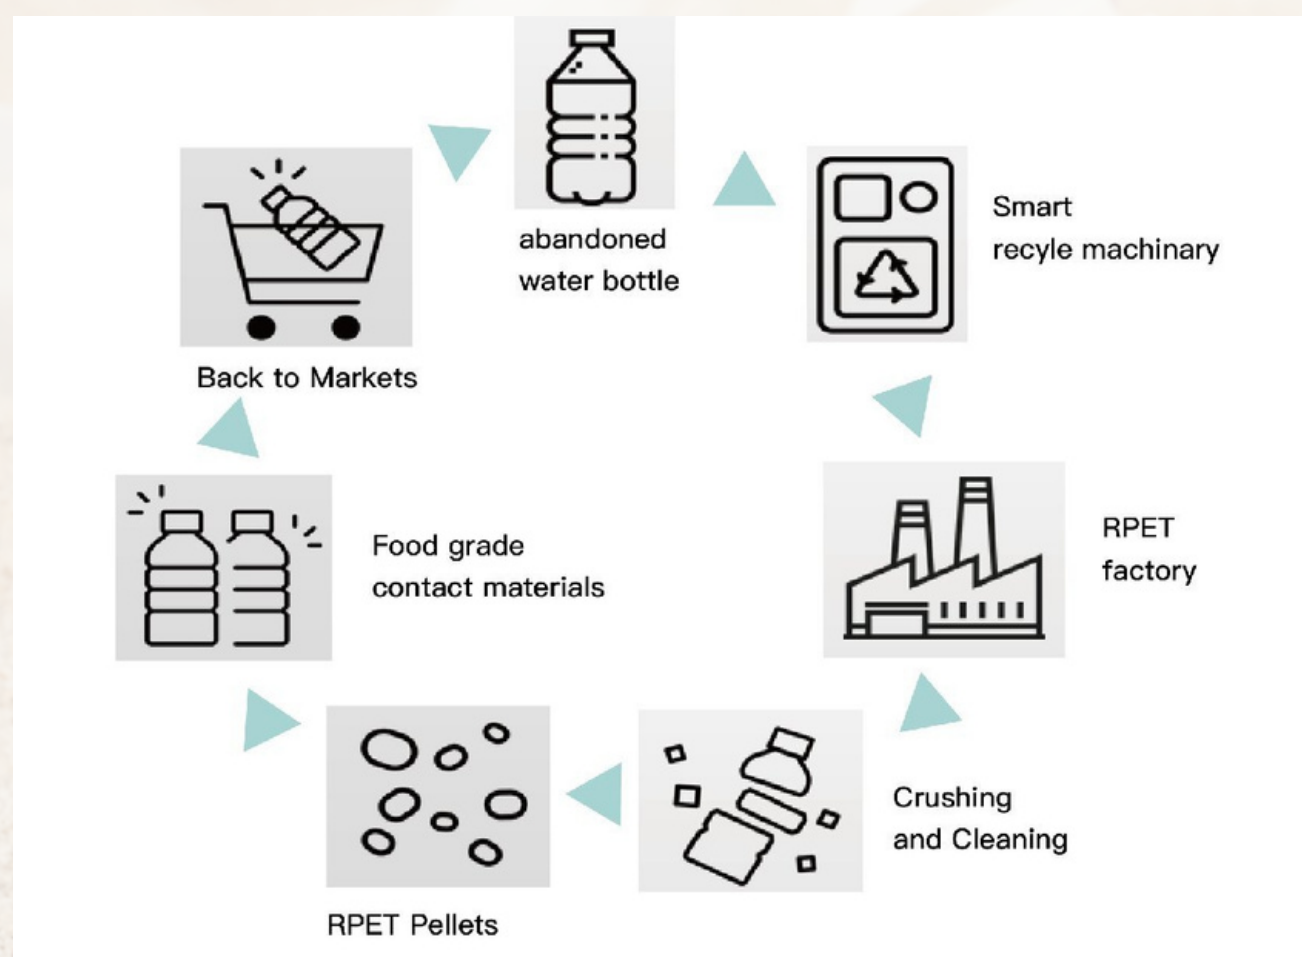 abandoned
water bottle
Smart
recyle machinary
RPET
factory
Crushing
and Cleaning
RPET Pellets
Food grade
contact materials
Back to Markets